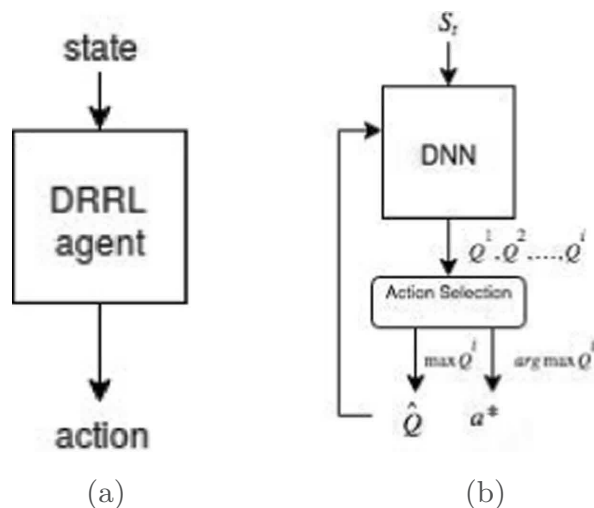 state
DRRL
agent
action
(a)
S_t
DNN
Q^1, Q^2, ...., Q^i
Action Selection
max Q^i
arg max Q^i
Q̂
a*
(b)